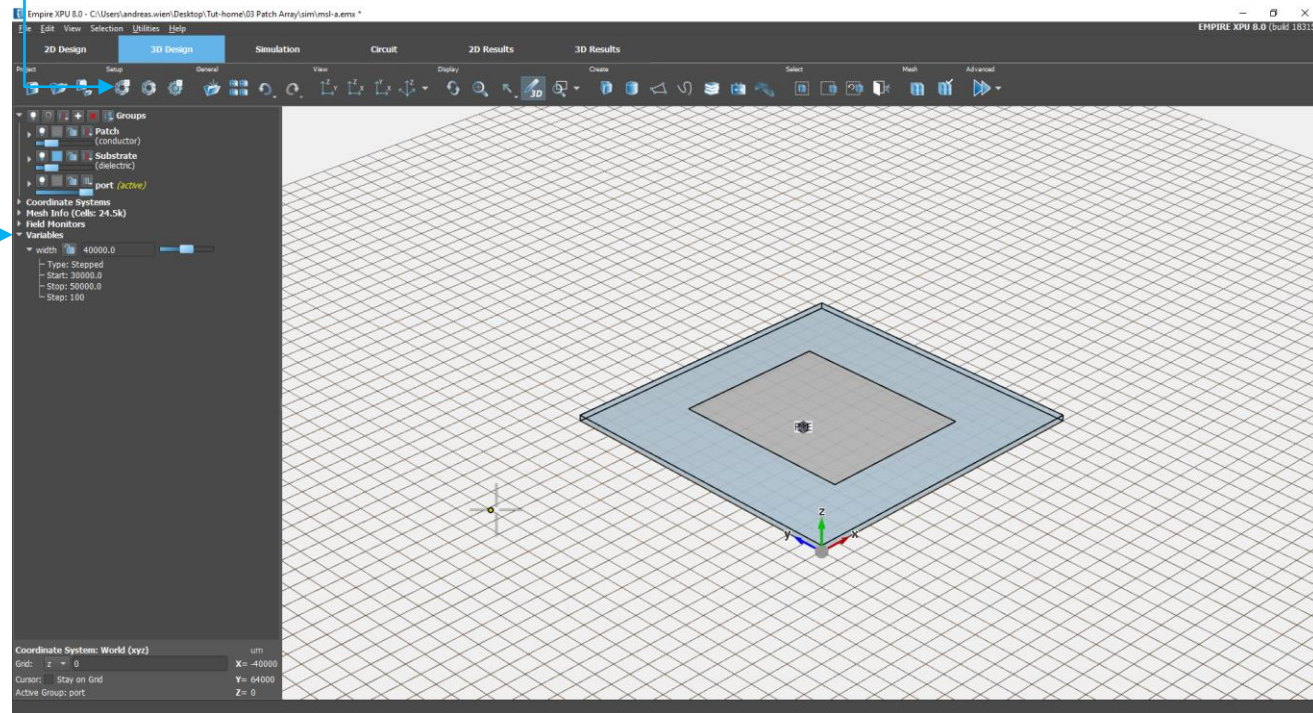 Empire XPU 8.0 - C:\Users\andreas.wien\Desktop\Tut-home\03 Patch Array\sim\msl-a.emx *
File Edit View Selection Utilities Help
EMPIRE XPU 8.0 (build 18315
2D Design 3D Design Simulation Circuit 2D Results 3D Results
Project Setup General View Display Create Select Mesh Advanced
3D
Groups
Patch
(conductor)
Substrate
(dielectric)
port (active)
Coordinate Systems
Mesh Info (Cells: 24.5k)
Field Monitors
Variables
width 40000.0
Type: Stepped
Start: 30000.0
Stop: 50000.0
Step: 100
z
y
x
Coordinate System: World (xyz) um
Grid: z 0 X= -40000
Cursor: Stay on Grid Y= 64000
Active Group: port Z= 0